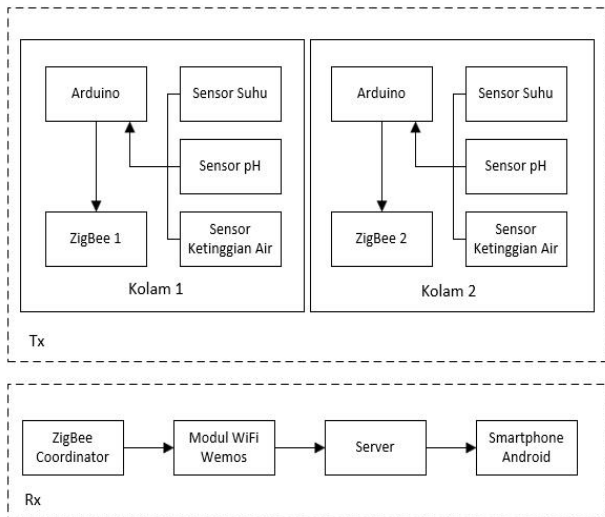 Arduino
Sensor Suhu
Sensor pH
ZigBee 1
Sensor
Ketinggian Air
Kolam 1
Arduino
Sensor Suhu
Sensor pH
ZigBee 2
Sensor
Ketinggian Air
Kolam 2
Tx
ZigBee
Coordinator
Modul WiFi
Wemos
Server
Smartphone
Android
Rx